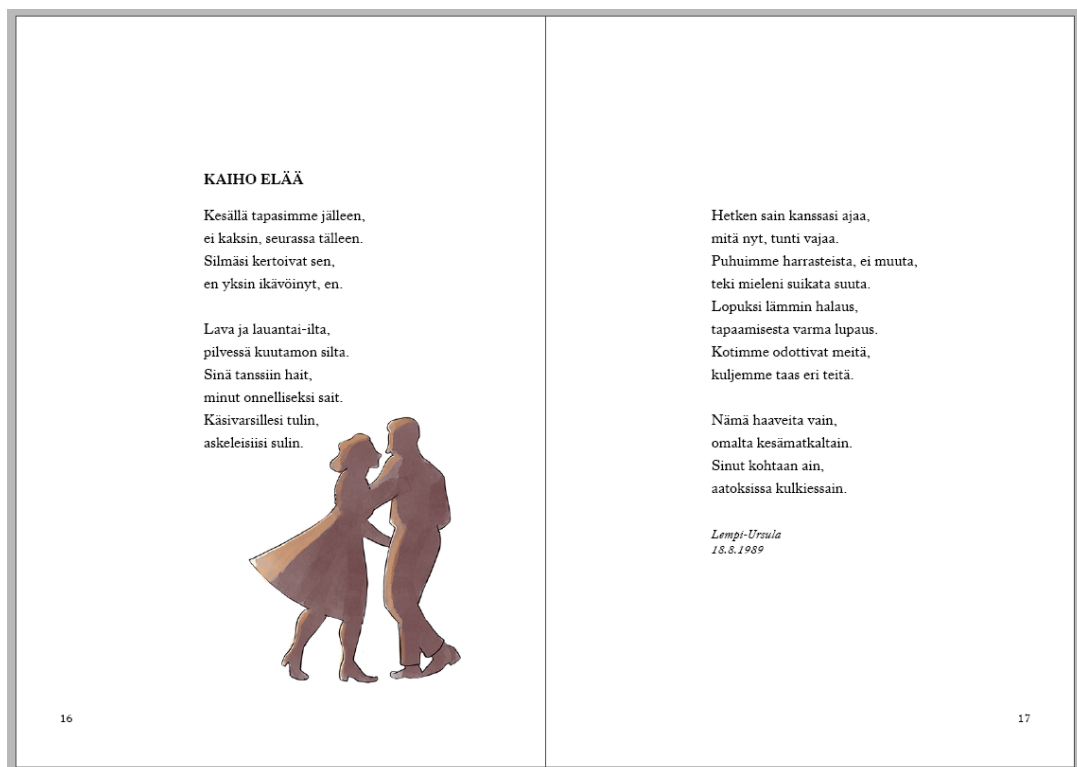 KAIHO ELÄÄ
Kesällä tapasimme jälleen,
ei kaksin, seurassa tälleen.
Silmäsi kertoivat sen,
en yksin ikävöinyt, en.
Lava ja lauantai-ilta,
pilvessä kuutamon silta.
Sinä tanssiin hait,
minut onnelliseksi sait.
Käsivarsillesi tulin,
askeleisiisi sulin.
16
Hetken sain kanssasi ajaa,
mitä nyt, tunti vajaa.
Puhuimme harrasteista, ei muuta,
teki mieleni suikata suuta.
Lopuksi lämmin halaus,
tapaamisesta varma lupaus.
Kotimme odottivat meitä,
kuljemme taas eri teitä.
Nämä haaveita vain,
omalta kesämatkaltain.
Sinut kohtaan ain,
aatoksissa kulkiessain.
Lempi-Ursula
18.8.1989
17